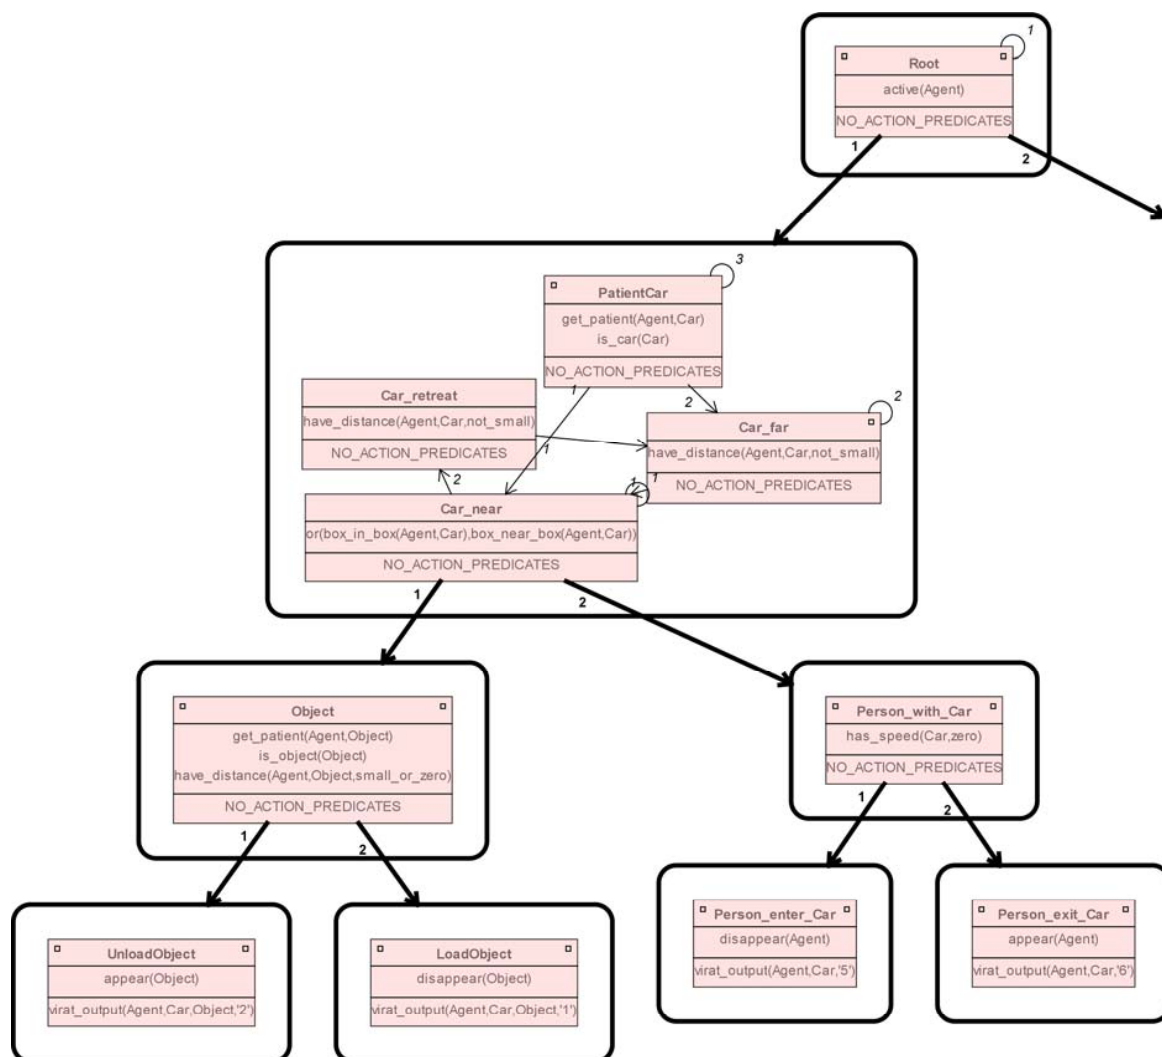 1
Root
active(Agent)
NO_ACTION_PREDICATES
1
2
3
PatientCar
get_patient(Agent,Car)
is_car(Car)
NO_ACTION_PREDICATES
1
2
Car_retreat
have_distance(Agent,Car,not_small)
NO_ACTION_PREDICATES
1
2
Car_far
have_distance(Agent,Car,not_small)
NO_ACTION_PREDICATES
1
2
1
Car_near
or(box_in_box(Agent,Car),box_near_box(Agent,Car))
NO_ACTION_PREDICATES
1
2
Object
get_patient(Agent,Object)
is_object(Object)
have_distance(Agent,Object,small_or_zero)
NO_ACTION_PREDICATES
1
2
Person_with_Car
has_speed(Car,zero)
NO_ACTION_PREDICATES
1
2
UnloadObject
appear(Object)
virat_output(Agent,Car,Object,'2')
LoadObject
disappear(Object)
virat_output(Agent,Car,Object,'1')
Person_enter_Car
disappear(Agent)
virat_output(Agent,Car,'5')
Person_exit_Car
appear(Agent)
virat_output(Agent,Car,'6')